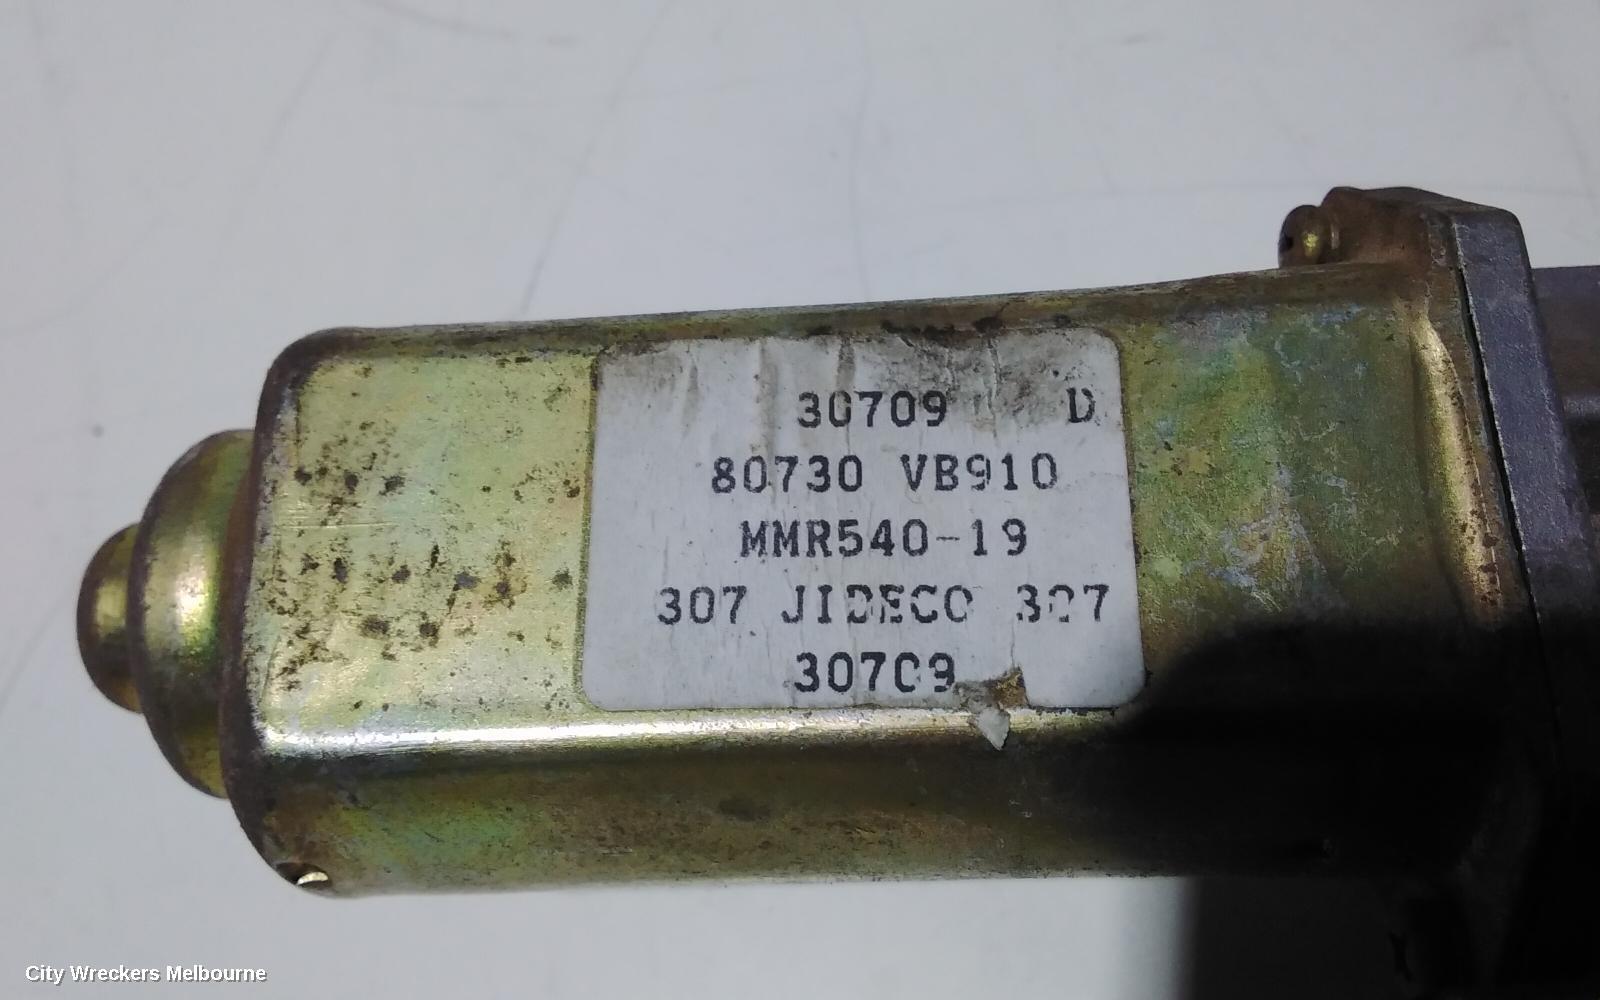 30709 D
80730 VB910
MMR540-19
307 JIDECO 307
30709
City Wreckers Melbourne